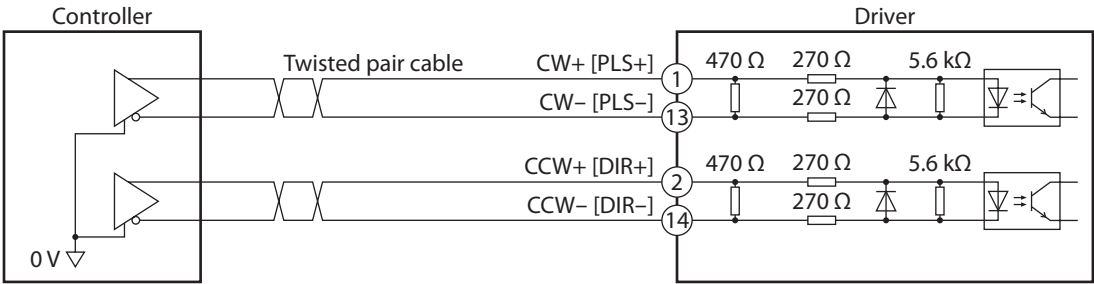 Controller
Driver
Twisted pair cable
CW+ [PLS+]
1
470 Ω
270 Ω
5.6 kΩ
CW– [PLS–]
13
270 Ω
CCW+ [DIR+]
2
470 Ω
270 Ω
5.6 kΩ
CCW– [DIR–]
14
270 Ω
0 V